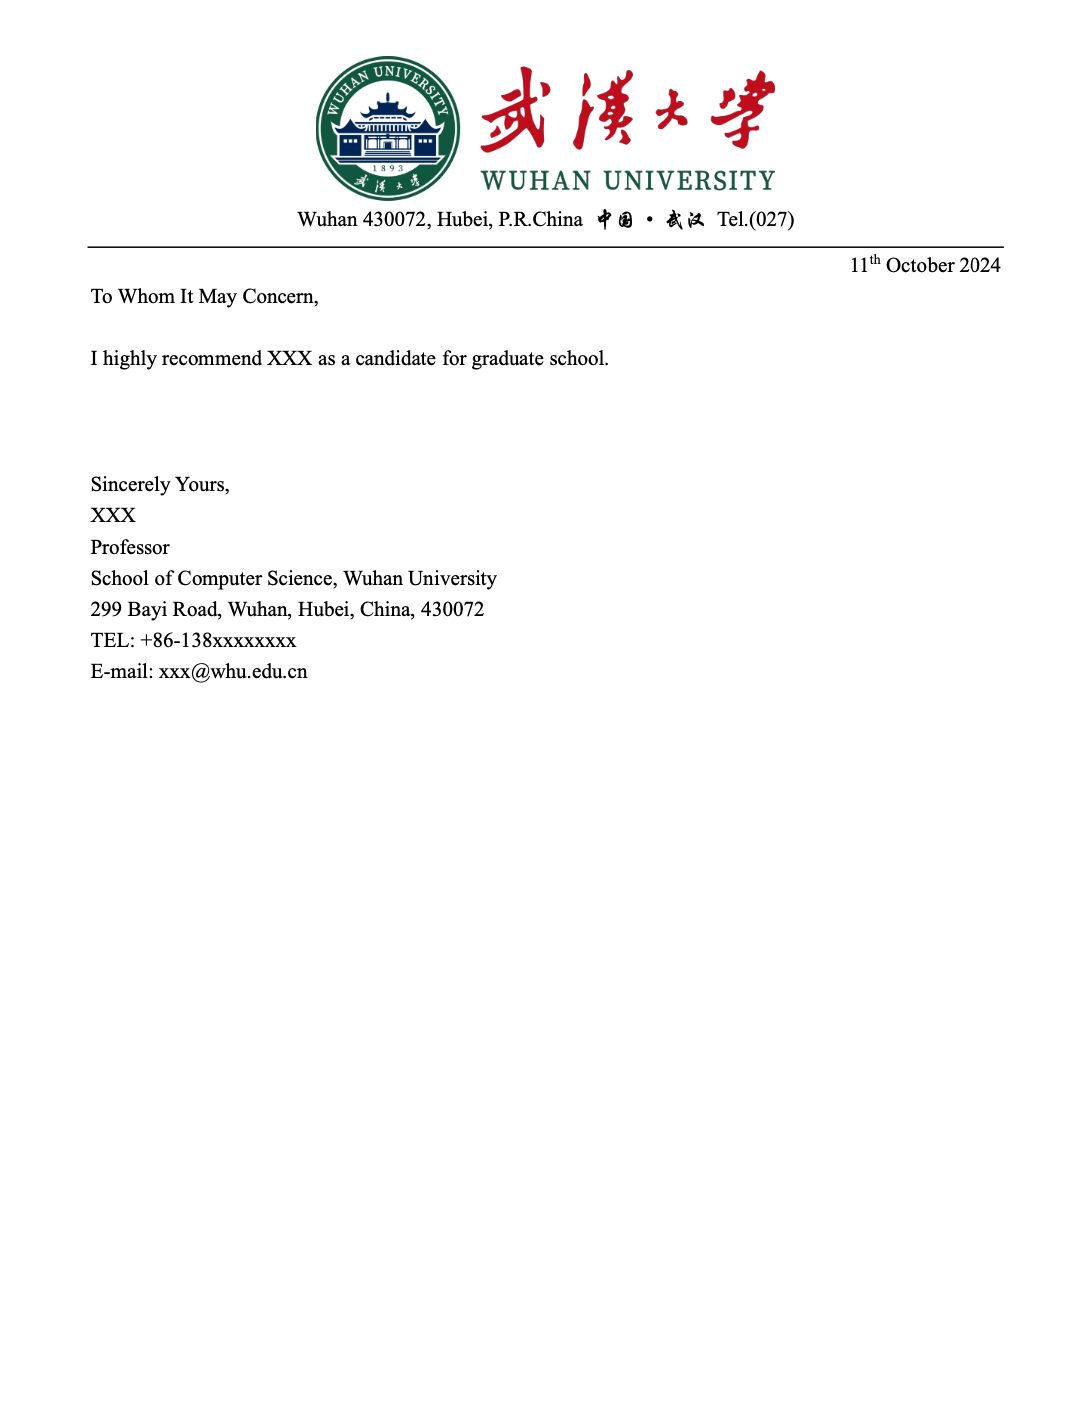 WUHAN UNIVERSITY
1893
武漢大學
武漢大學
WUHAN UNIVERSITY
Wuhan 430072, Hubei, P.R.China 中国·武汉 Tel.(027)
11th October 2024
To Whom It May Concern,
I highly recommend XXX as a candidate for graduate school.
Sincerely Yours,
XXX
Professor
School of Computer Science, Wuhan University
299 Bayi Road, Wuhan, Hubei, China, 430072
TEL: +86-138xxxxxxxx
E-mail: xxx@whu.edu.cn